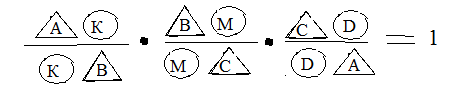 A K • B M • C D = 1
K B M C D A